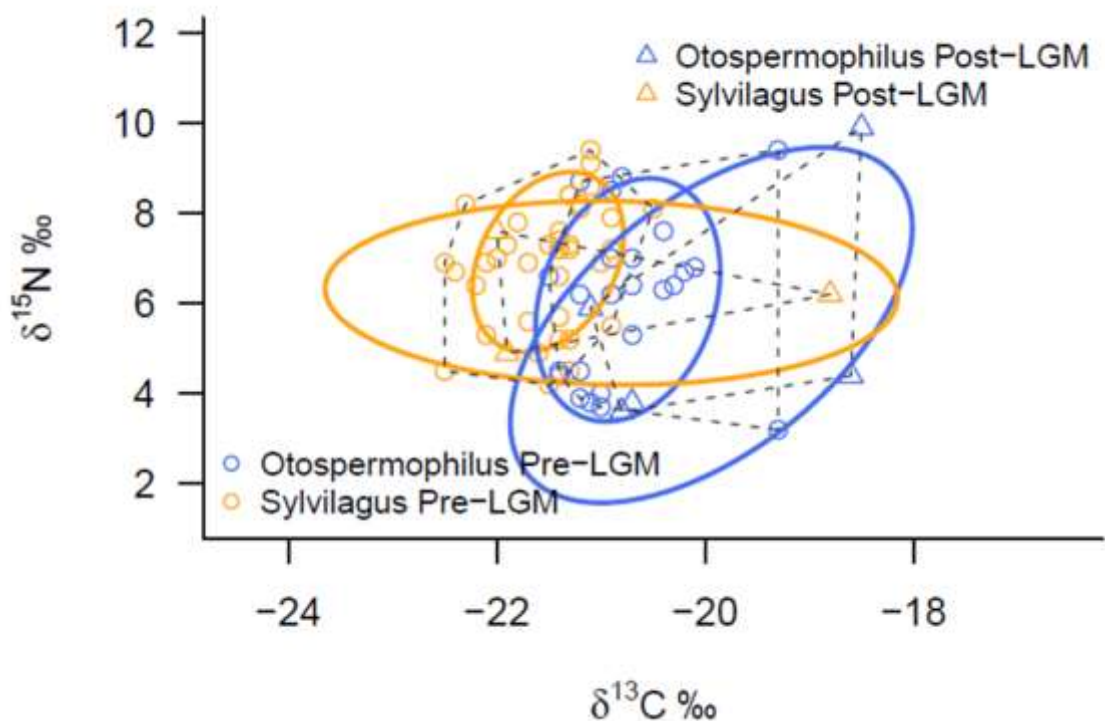 12
10
8
6
4
2
δ15N ‰
△ Otospermophilus Post−LGM
△ Sylvilagus Post−LGM
○ Otospermophilus Pre−LGM
○ Sylvilagus Pre−LGM
−24 −22 −20 −18
δ13C ‰